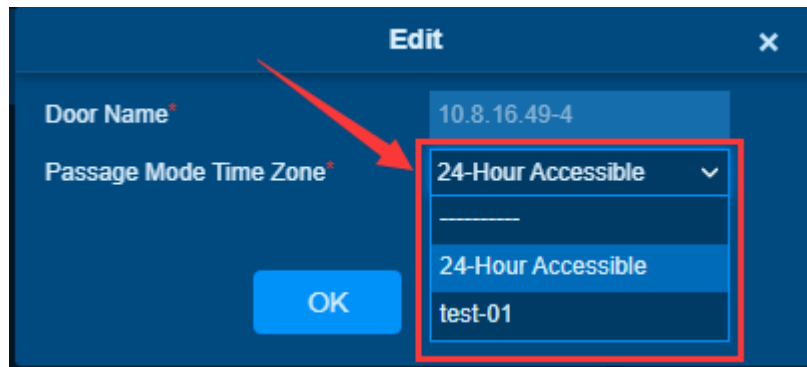 Edit ×
Door Name* 10.8.16.49-4
Passage Mode Time Zone* 24-Hour Accessible
----------
24-Hour Accessible
OK
test-01